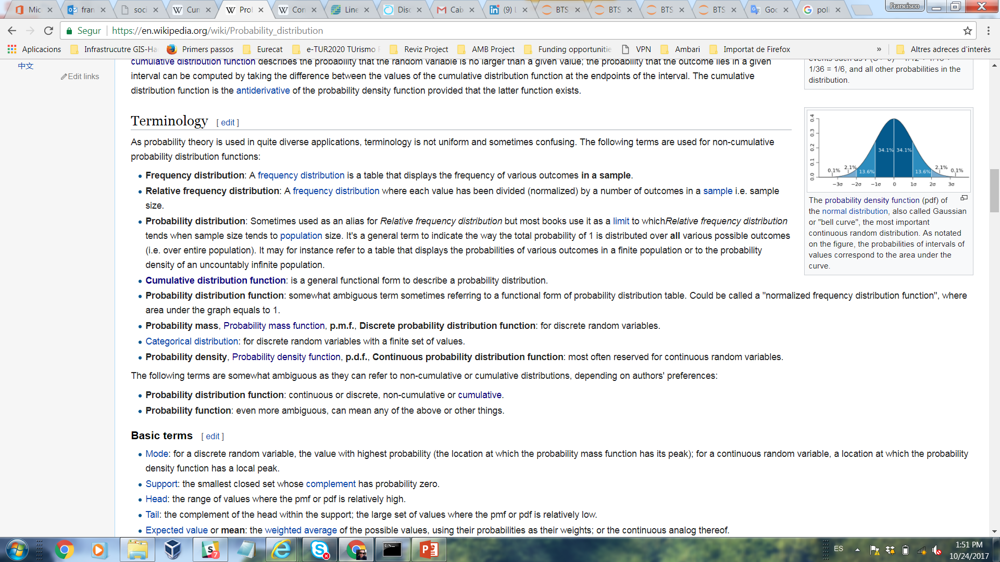 Mic
fran
soci
Cum
Prol
Con
Line
Disc
Caix
(9) L
BTS
BTS
BTS
BTS
Goo
poli
Francisco
Segur
https://en.wikipedia.org/wiki/Probability_distribution
Aplicacions
Infrastrucutre GIS-Ha
Primers passos
Eurecat
e-TUR2020 TUrismo F
Reviz Project
AMB Project
Funding opportunitie
VPN
Ambari
Importat de Firefox
»
Altres adreces d'interès
中文
Edit links
cumulative distribution function describes the probability that the random variable is no larger than a given value; the probability that the outcome lies in a given
interval can be computed by taking the difference between the values of the cumulative distribution function at the endpoints of the interval. The cumulative
distribution function is the antiderivative of the probability density function provided that the latter function exists.
1/36 = 1/6, and all other probabilities in the
distribution.
Terminology [ edit ]
As probability theory is used in quite diverse applications, terminology is not uniform and sometimes confusing. The following terms are used for non-cumulative
probability distribution functions:
• Frequency distribution: A frequency distribution is a table that displays the frequency of various outcomes in a sample.
• Relative frequency distribution: A frequency distribution where each value has been divided (normalized) by a number of outcomes in a sample i.e. sample
size.
• Probability distribution: Sometimes used as an alias for Relative frequency distribution but most books use it as a limit to whichRelative frequency distribution
tends when sample size tends to population size. It's a general term to indicate the way the total probability of 1 is distributed over all various possible outcomes
(i.e. over entire population). It may for instance refer to a table that displays the probabilities of various outcomes in a finite population or to the probability
density of an uncountably infinite population.
• Cumulative distribution function: is a general functional form to describe a probability distribution.
• Probability distribution function: somewhat ambiguous term sometimes referring to a functional form of probability distribution table. Could be called a "normalized frequency distribution function", where
area under the graph equals to 1.
• Probability mass, Probability mass function, p.m.f., Discrete probability distribution function: for discrete random variables.
• Categorical distribution: for discrete random variables with a finite set of values.
• Probability density, Probability density function, p.d.f., Continuous probability distribution function: most often reserved for continuous random variables.
The following terms are somewhat ambiguous as they can refer to non-cumulative or cumulative distributions, depending on authors' preferences:
• Probability distribution function: continuous or discrete, non-cumulative or cumulative.
• Probability function: even more ambiguous, can mean any of the above or other things.
Basic terms [ edit ]
• Mode: for a discrete random variable, the value with highest probability (the location at which the probability mass function has its peak); for a continuous random variable, a location at which the probability
density function has a local peak.
• Support: the smallest closed set whose complement has probability zero.
• Head: the range of values where the pmf or pdf is relatively high.
• Tail: the complement of the head within the support; the large set of values where the pmf or pdf is relatively low.
• Expected value or mean: the weighted average of the possible values, using their probabilities as their weights; or the continuous analog thereof.
0.4
0.3
0.2
0.1
0.0
34.1% 34.1%
0.1% 2.1% 13.6% 13.6% 2.1% 0.1%
−3σ −2σ −1σ 0 1σ 2σ 3σ
The probability density function (pdf) of
the normal distribution, also called Gaussian
or "bell curve", the most important
continuous random distribution. As notated
on the figure, the probabilities of intervals of
values correspond to the area under the
curve.
7
ES
1:51 PM
10/24/2017